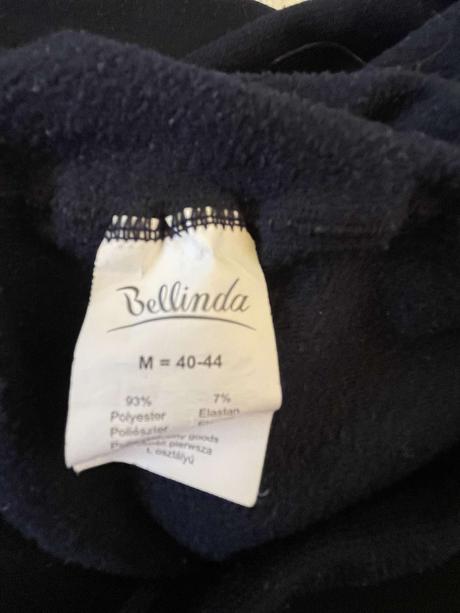 Bellinda
M = 40-44
93% 7%
Polyester Elastan
Poliészter
goods
pierwsza
I. osztályú